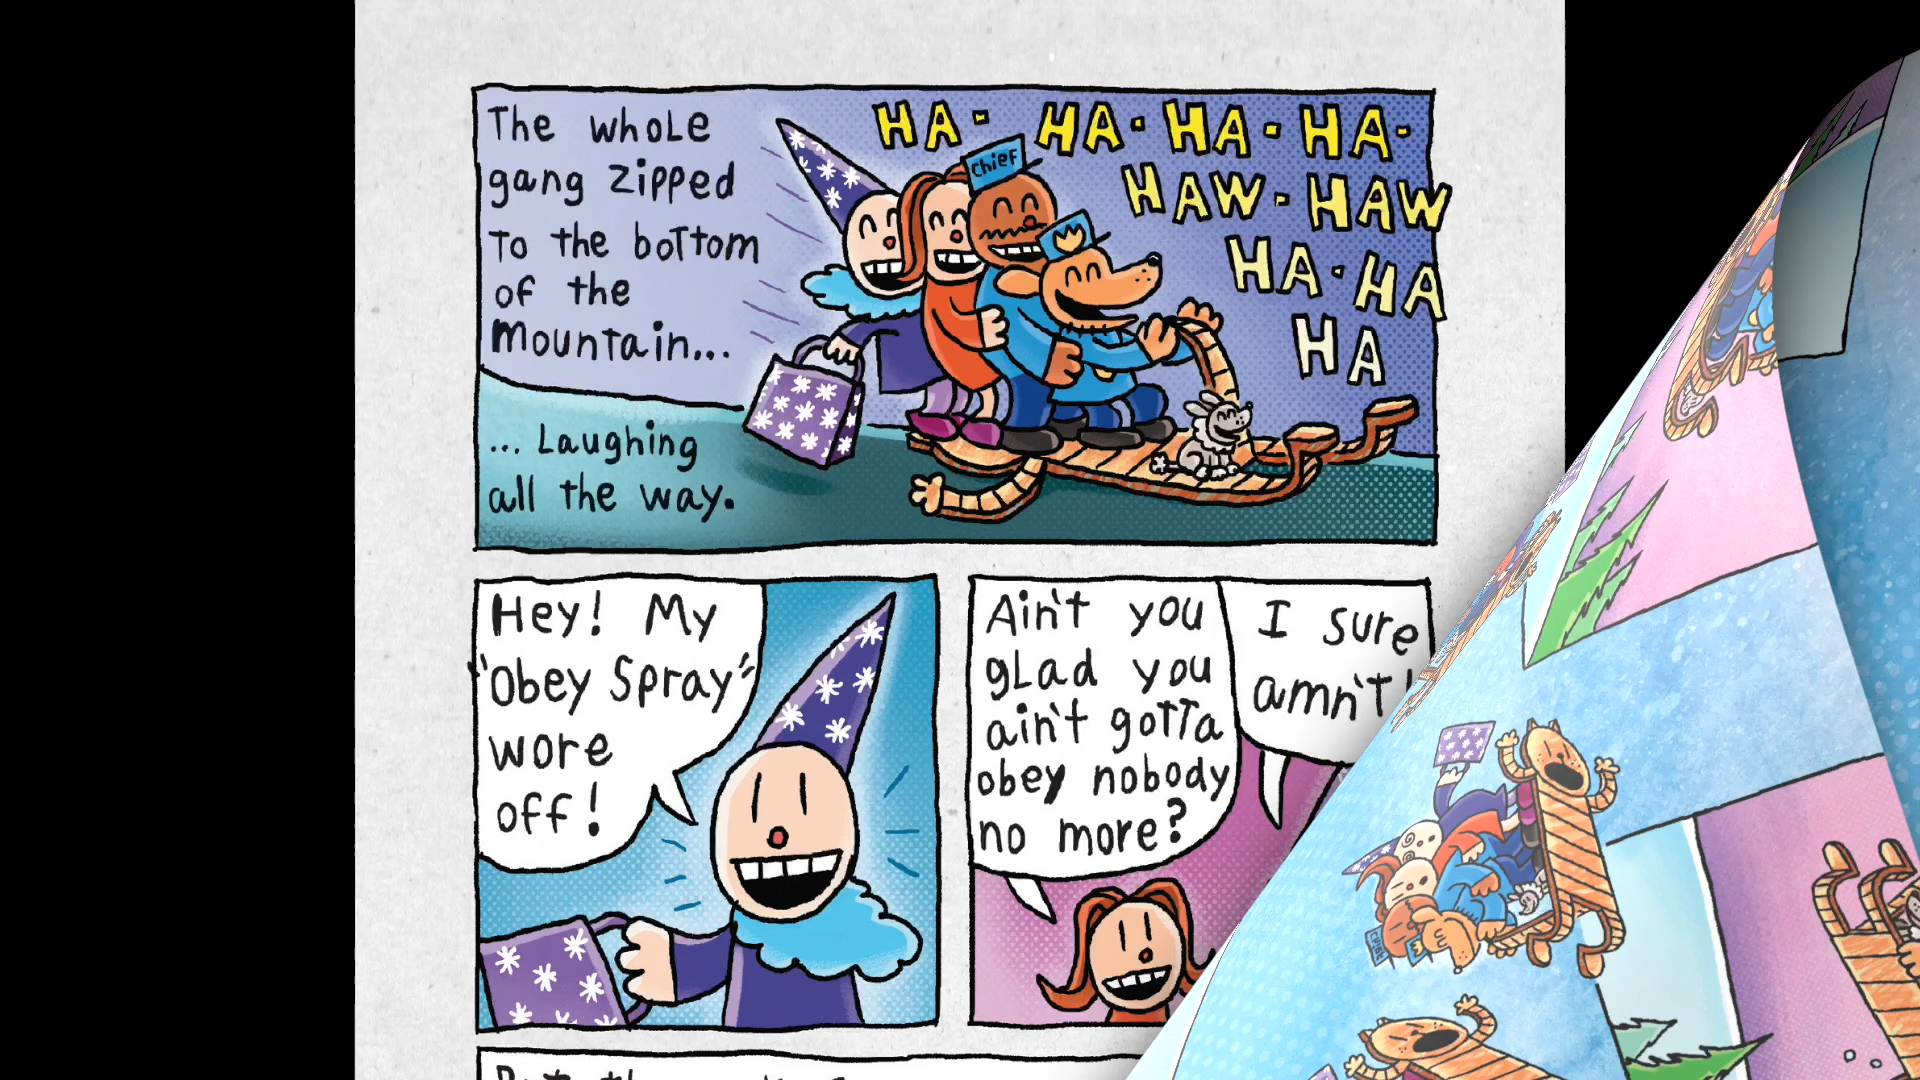 The whole
gang zipped
to the bottom
of the
mountain...
... Laughing
all the way.
HA- HA-HA-HA-
HAW-HAW
HA-HA
HA
Chief
Hey! My
"Obey Spray"
wore
off!
Ain't you
glad you
ain't gotta
obey nobody
no more?
I sure
amn't!